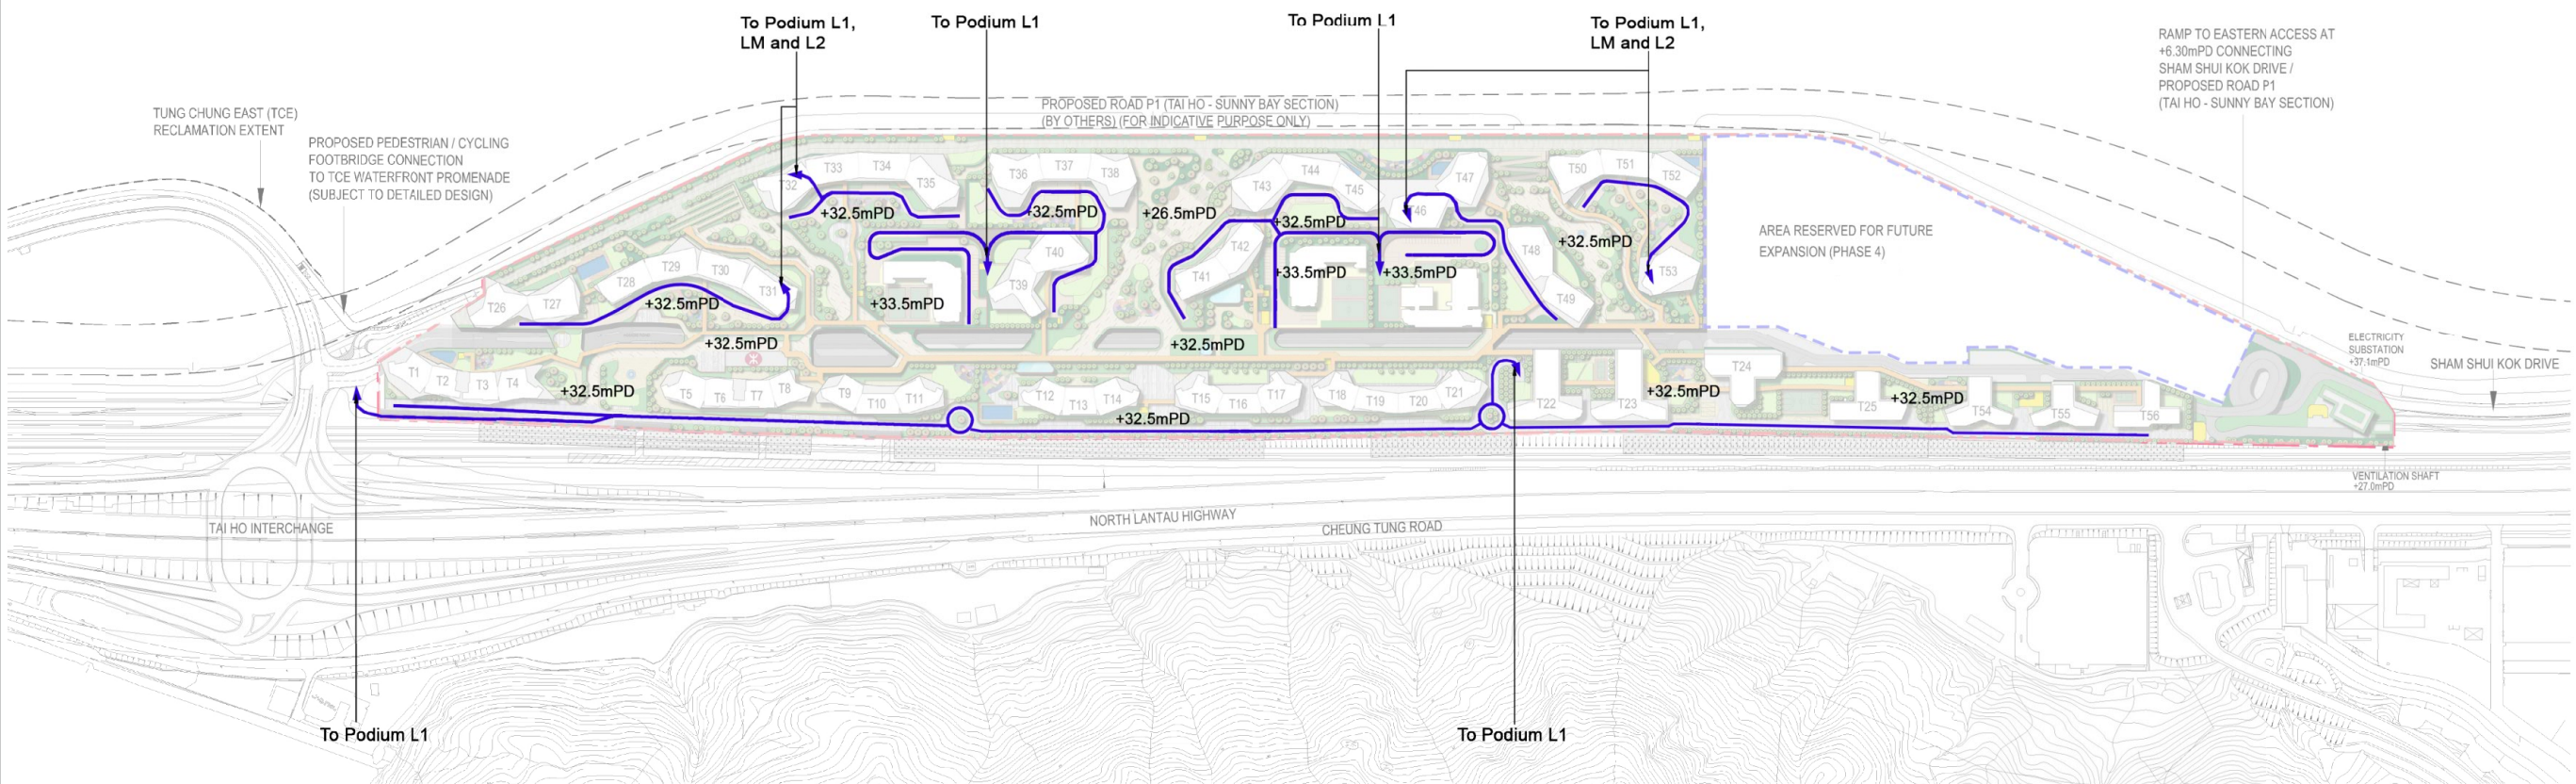 To Podium L1,
LM and L2
To Podium L1
To Podium L1
To Podium L1,
LM and L2
RAMP TO EASTERN ACCESS AT
+6.30mPD CONNECTING
SHAM SHUI KOK DRIVE /
PROPOSED ROAD P1
(TAI HO - SUNNY BAY SECTION)
TUNG CHUNG EAST (TCE)
RECLAMATION EXTENT
PROPOSED PEDESTRIAN / CYCLING
FOOTBRIDGE CONNECTION
TO TCE WATERFRONT PROMENADE
(SUBJECT TO DETAILED DESIGN)
PROPOSED ROAD P1 (TAI HO - SUNNY BAY SECTION)
(BY OTHERS) (FOR INDICATIVE PURPOSE ONLY)
T32
T33
T34
T35
T36
T37
T38
T43
T44
T45
T46
T47
T50
T51
T52
+32.5mPD
+32.5mPD
+26.5mPD
+32.5mPD
+32.5mPD
AREA RESERVED FOR FUTURE
EXPANSION (PHASE 4)
T26
T27
T28
T29
T30
T31
T39
T40
T41
T42
T48
T49
T53
+32.5mPD
+33.5mPD
+33.5mPD
+33.5mPD
+32.5mPD
+32.5mPD
ELECTRICITY
SUBSTATION
+37.1mPD
SHAM SHUI KOK DRIVE
T1
T2
T3
T4
+32.5mPD
T5
T6
T7
T8
T9
T10
T11
T12
T13
T14
+32.5mPD
T15
T16
T17
T18
T19
T20
T21
T22
T23
+32.5mPD
T24
T25
+32.5mPD
T54
T55
T56
VENTILATION SHAFT
+27.0mPD
TAI HO INTERCHANGE
NORTH LANTAU HIGHWAY
CHEUNG TUNG ROAD
To Podium L1
To Podium L1